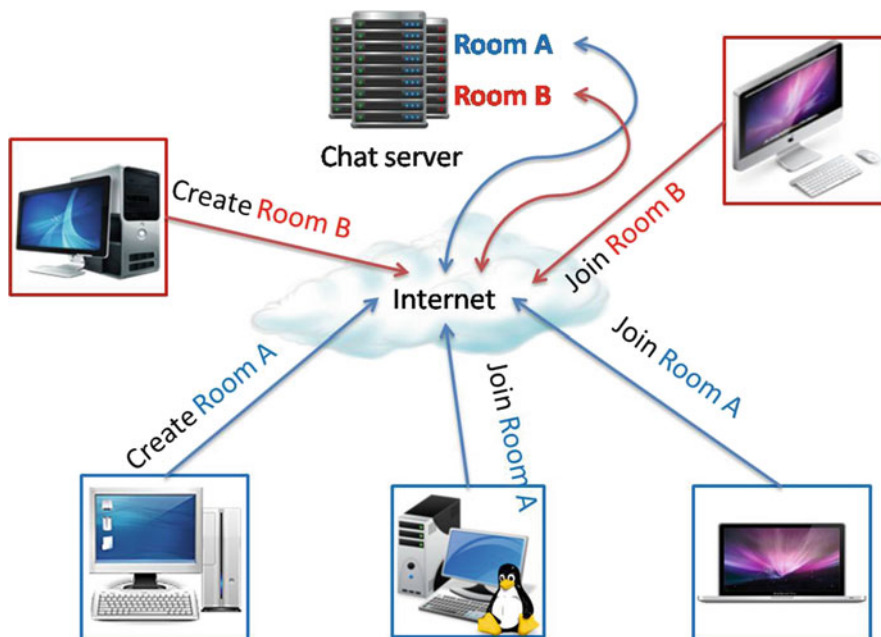 Room A
Room B
Chat server
Create Room B
Join Room B
Internet
Create Room A
Join Room A
Join Room A